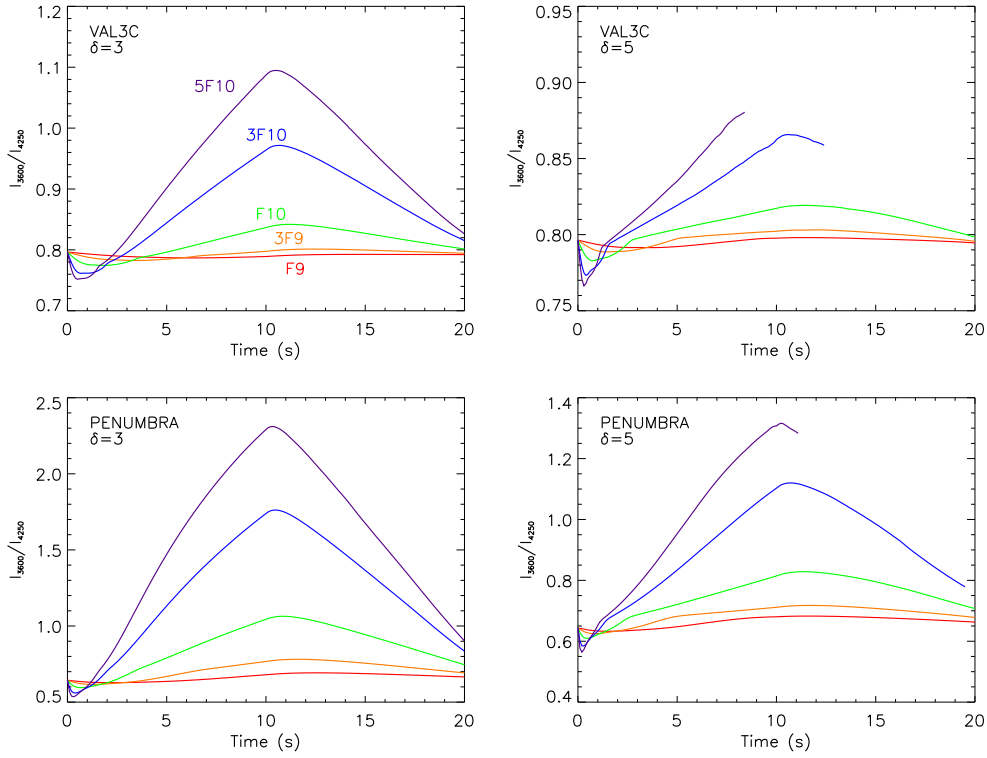 VAL3C
δ=3
5F10
3F10
F10
3F9
F9
I3600/I4250
1.2
1.1
1.0
0.9
0.8
0.7
0
5
10
15
20
Time (s)
VAL3C
δ=5
I3600/I4250
0.95
0.90
0.85
0.80
0.75
0
5
10
15
20
Time (s)
PENUMBRA
δ=3
I3600/I4250
2.5
2.0
1.5
1.0
0.5
0
5
10
15
20
Time (s)
PENUMBRA
δ=5
I3600/I4250
1.4
1.2
1.0
0.8
0.6
0.4
0
5
10
15
20
Time (s)